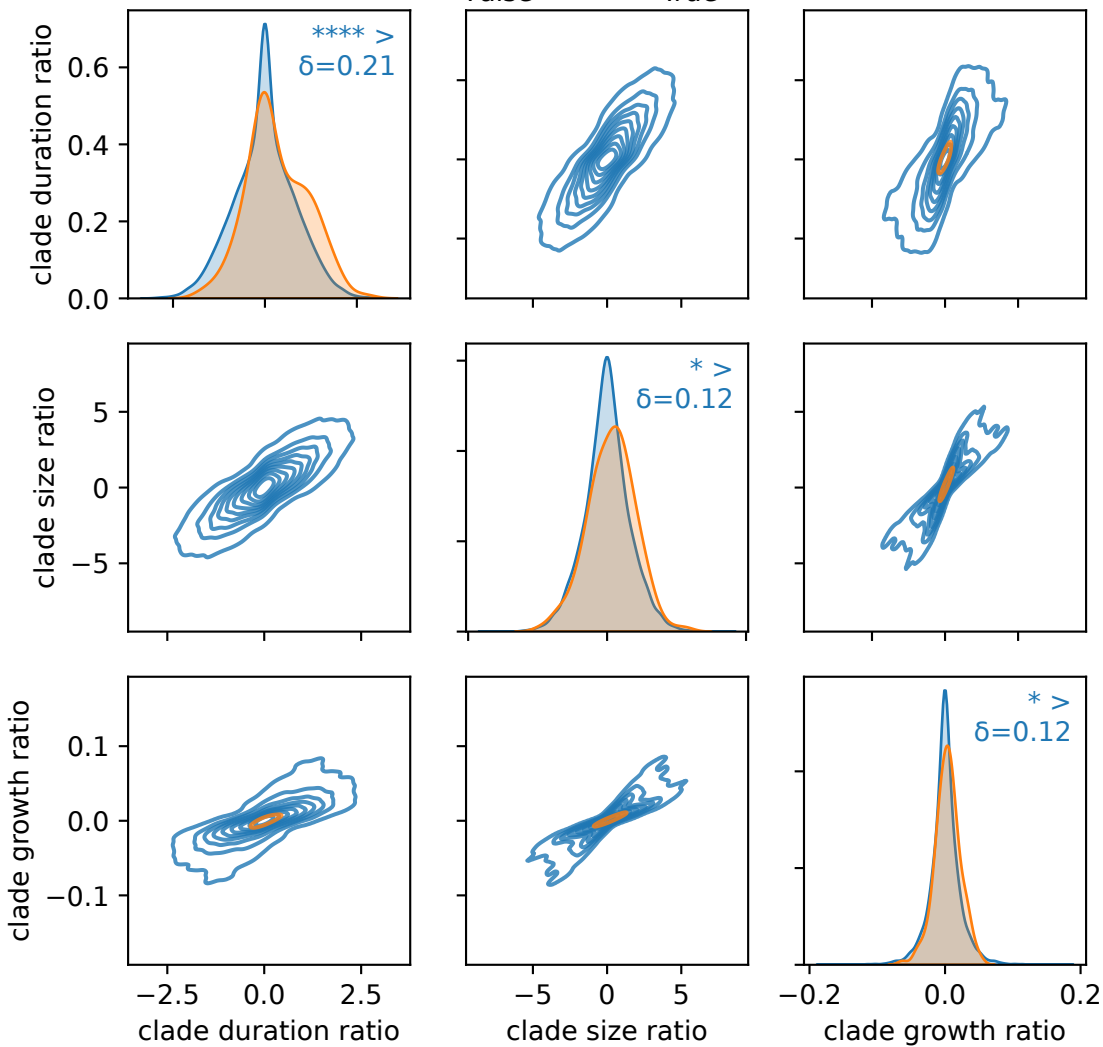 **** >
δ=0.21
0.6
0.4
0.2
0.0
clade duration ratio
* >
δ=0.12
5
0
−5
clade size ratio
* >
δ=0.12
0.1
0.0
−0.1
clade growth ratio
−2.5 0.0 2.5
−5 0 5
−0.2 0.0 0.2
clade duration ratio
clade size ratio
clade growth ratio